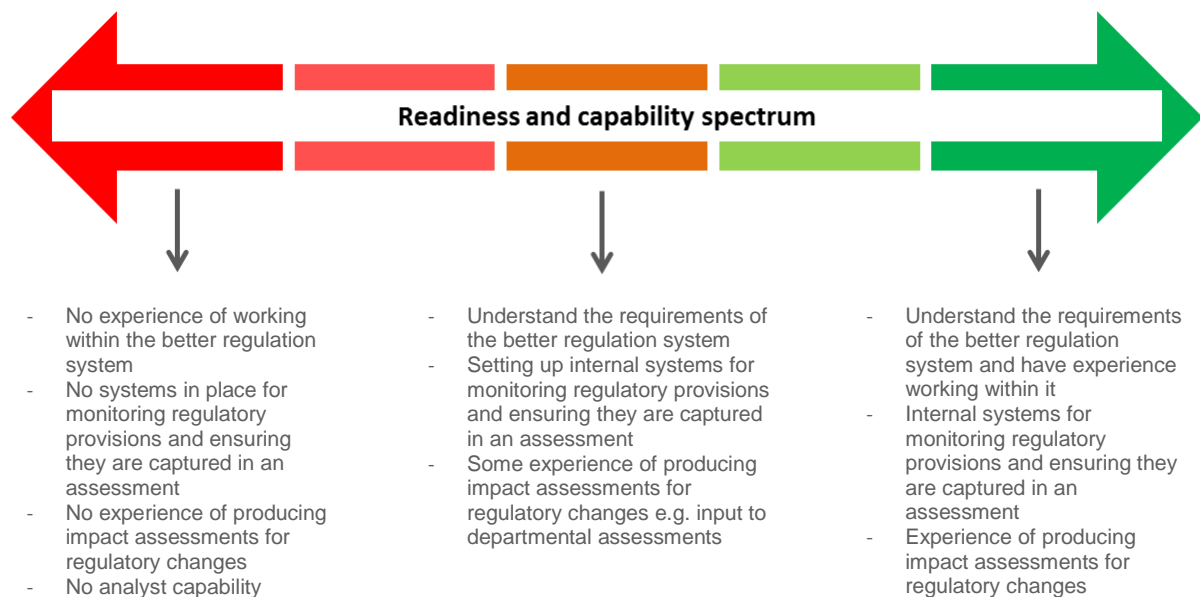 Readiness and capability spectrum
- No experience of working
within the better regulation
system
- No systems in place for
monitoring regulatory
provisions and ensuring
they are captured in an
assessment
- No experience of producing
impact assessments for
regulatory changes
- No analyst capability
- Understand the requirements of
the better regulation system
- Setting up internal systems for
monitoring regulatory provisions
and ensuring they are captured
in an assessment
- Some experience of producing
impact assessments for
regulatory changes e.g. input to
departmental assessments
- Understand the requirements
of the better regulation
system and have experience
working within it
- Internal systems for
monitoring regulatory
provisions and ensuring they
are captured in an
assessment
- Experience of producing
impact assessments for
regulatory changes